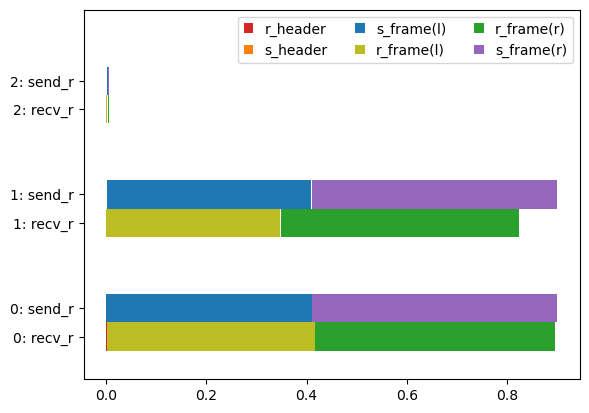 r_header s_frame(l) r_frame(r)
s_header r_frame(l) s_frame(r)
2: send_r
2: recv_r
1: send_r
1: recv_r
0: send_r
0: recv_r
0.0 0.2 0.4 0.6 0.8